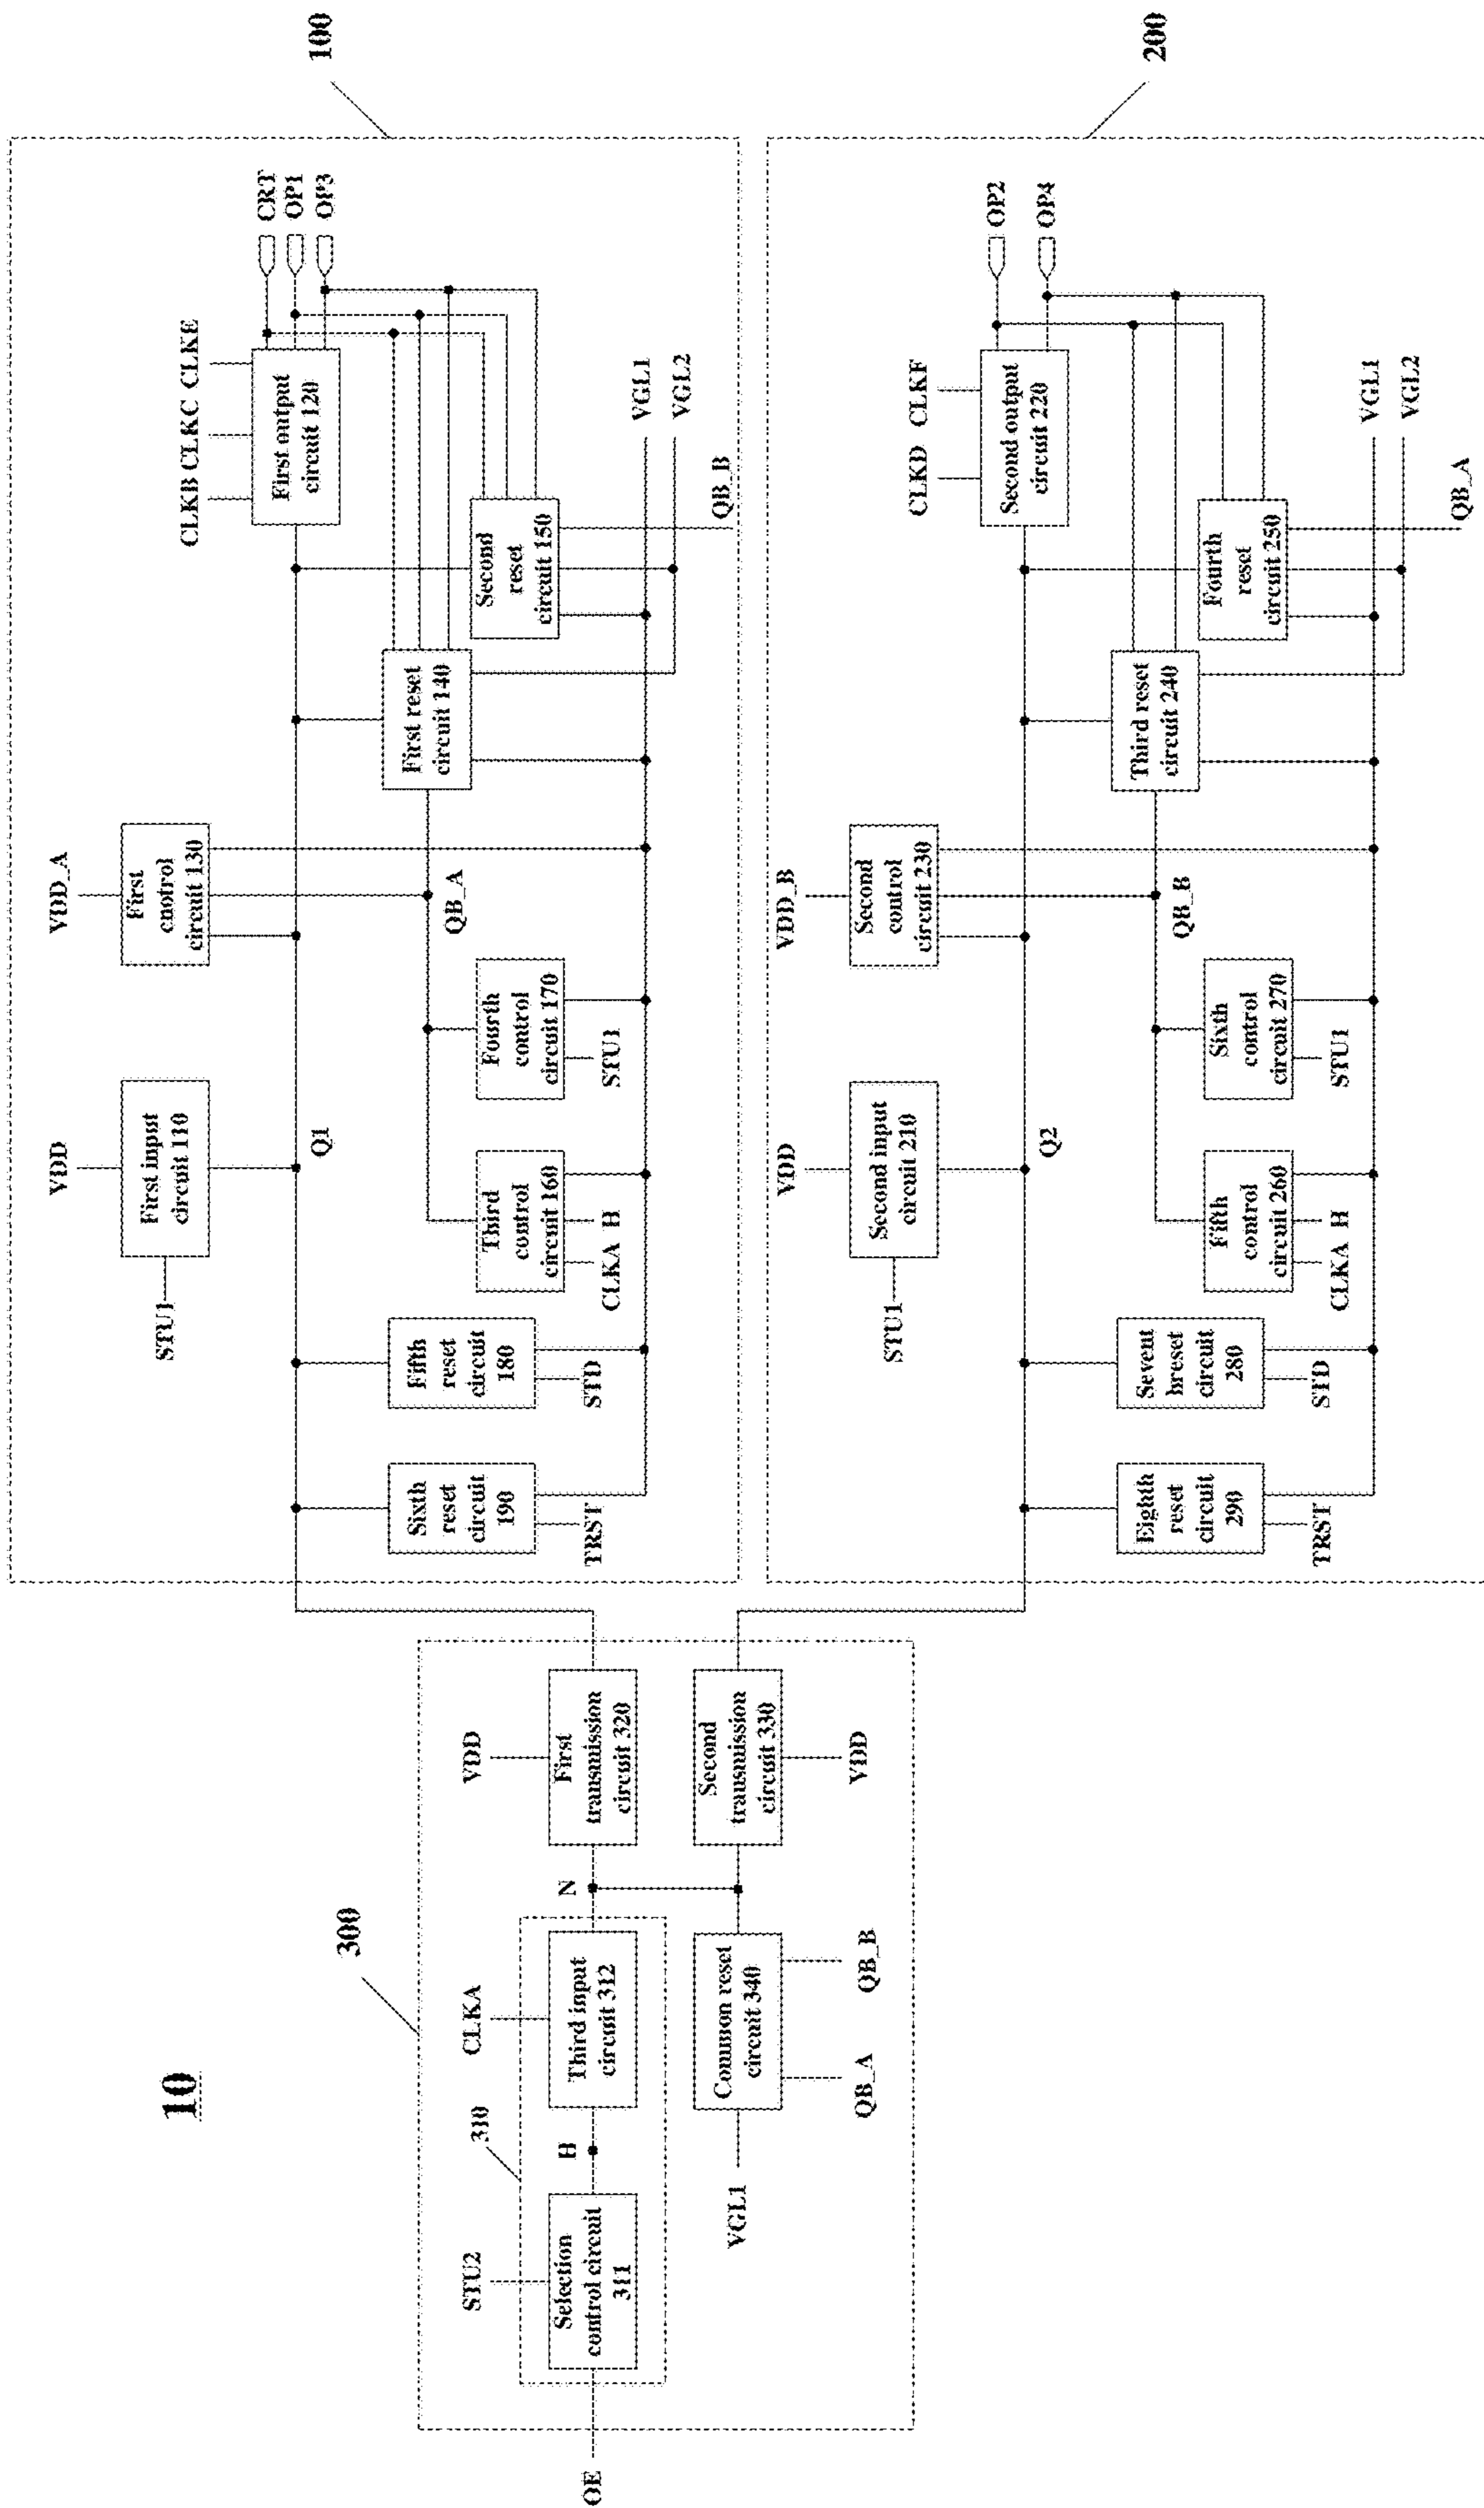 10
300
OE
STU2
Selection
control circuit
311
310
H
CLKA
Third input
circuit 312
N
VDD
First
transmission
circuit 320
VGL1
Common reset
circuit 340
QB_A
QB_B
Second
transmission
circuit 330
VDD
100
VDD
STU1
First input
circuit 110
Q1
VDD_A
First
cnotrol
circuit 130
CLKB
CLKC
CLKE
First output
circuit 120
CRT
OP1
OP3
Sixth
reset
circuit
190
TRST
Fifth
reset
circuit
180
STD
Third
control
circuit 160
CLKA
H
Fourth
control
circuit 170
STU1
QB_A
First reset
circuit 140
Second
reset
circuit 150
VGL1
VGL2
QB_B
200
VDD
STU1
Second input
circuit 210
Q2
VDD_B
Second
control
circuit 230
CLKD
CLKF
Second output
circuit 220
OP2
OP4
Eighth
reset
circuit
290
TRST
Sevent
hreset
circuit
280
STD
Fifth
control
circuit 260
CLKA
H
Sixth
control
circuit 270
STU1
QB_B
Third reset
circuit 240
Fourth
reset
circuit 250
VGL1
VGL2
QB_A